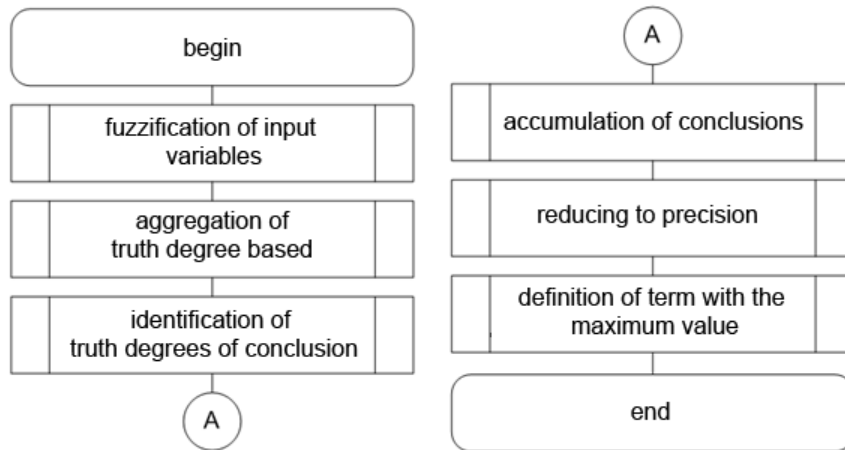 begin
fuzzification of input
variables
aggregation of
truth degree based
identification of
truth degrees of conclusion
A
A
accumulation of conclusions
reducing to precision
definition of term with the
maximum value
end